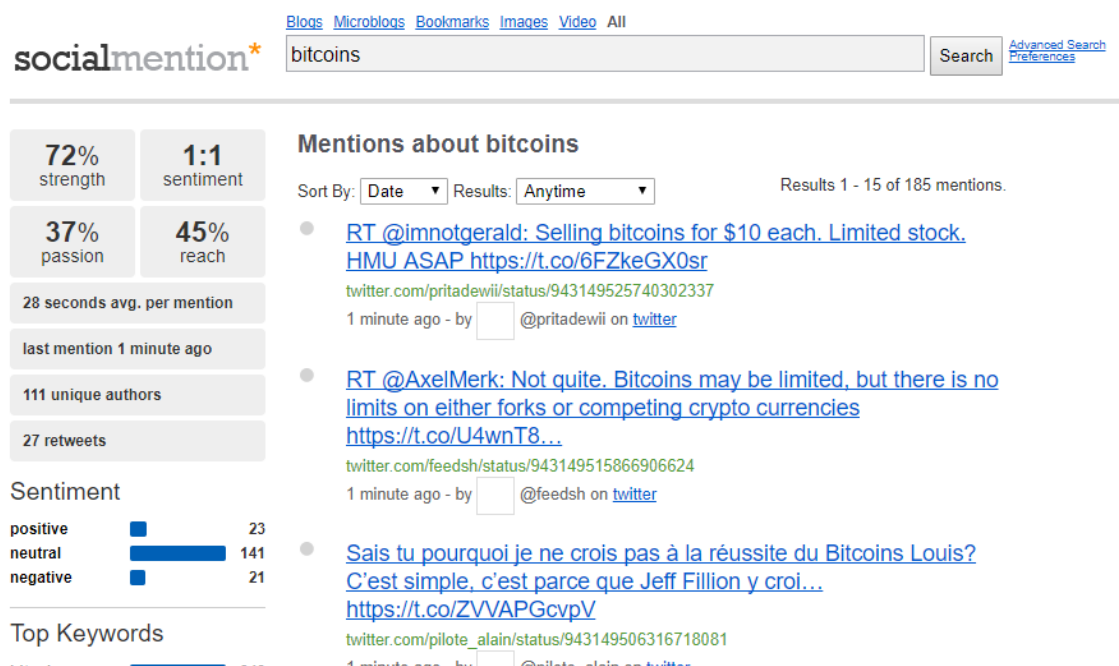 Blogs Microblogs Bookmarks Images Video All
socialmention*
bitcoins
Search
Advanced Search
Preferences
72%
strength
1:1
sentiment
37%
passion
45%
reach
28 seconds avg. per mention
last mention 1 minute ago
111 unique authors
27 retweets
Sentiment
positive 23
neutral 141
negative 21
Top Keywords
Mentions about bitcoins
Sort By: Date Results: Anytime
Results 1 - 15 of 185 mentions.
RT @imnotgerald: Selling bitcoins for $10 each. Limited stock.
HMU ASAP https://t.co/6FZkeGX0sr
twitter.com/pritadewii/status/943149525740302337
1 minute ago - by @pritadewii on twitter
RT @AxelMerk: Not quite. Bitcoins may be limited, but there is no
limits on either forks or competing crypto currencies
https://t.co/U4wnT8…
twitter.com/feedsh/status/943149515866906624
1 minute ago - by @feedsh on twitter
Sais tu pourquoi je ne crois pas à la réussite du Bitcoins Louis?
C'est simple, c'est parce que Jeff Fillion y croi…
https://t.co/ZVVAPGcvpV
twitter.com/pilote_alain/status/943149506316718081
1 minute ago - by @pilote_alain on twitter